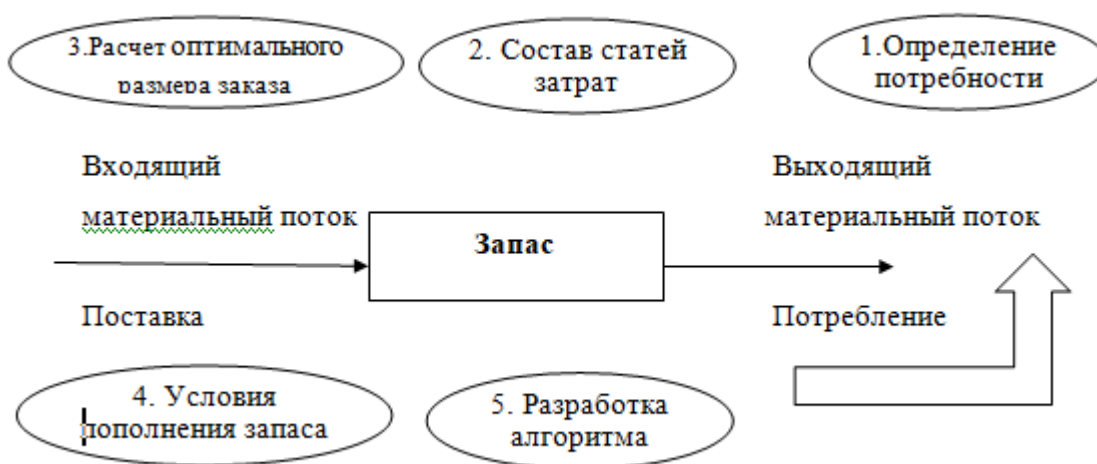 3.Расчет оптимального
размера заказа
2. Состав статей
затрат
1.Определение
потребности
Входящий
материальный поток
Выходящий
материальный поток
Запас
Поставка
Потребление
4. Условия
пополнения запаса
5. Разработка
алгоритма